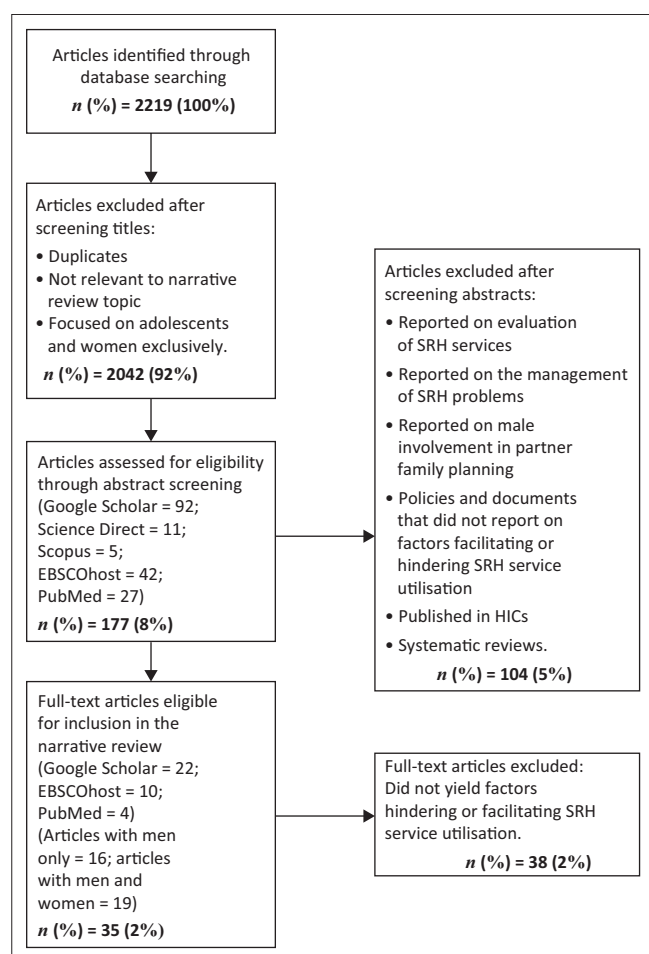 Articles identified through
database searching
n (%) = 2219 (100%)
Articles excluded after
screening titles:
• Duplicates
• Not relevant to narrative
review topic
• Focused on adolescents
and women exclusively.
n (%) = 2042 (92%)
Articles assessed for eligibility
through abstract screening
(Google Scholar = 92;
Science Direct = 11;
Scopus = 5;
EBSCOhost = 42;
PubMed = 27)
n (%) = 177 (8%)
Articles excluded after
screening abstracts:
• Reported on evaluation
of SRH services
• Reported on the management
of SRH problems
• Reported on male
involvement in partner
family planning
• Policies and documents
that did not report on
factors facilitating or
hindering SRH service
utilisation
• Published in HICs
• Systematic reviews.
n (%) = 104 (5%)
Full-text articles eligible
for inclusion in the
narrative review
(Google Scholar = 22;
EBSCOhost = 10;
PubMed = 4)
(Articles with men
only = 16; articles
with men and
women = 19)
n (%) = 35 (2%)
Full-text articles excluded:
Did not yield factors
hindering or facilitating SRH
service utilisation.
n (%) = 38 (2%)